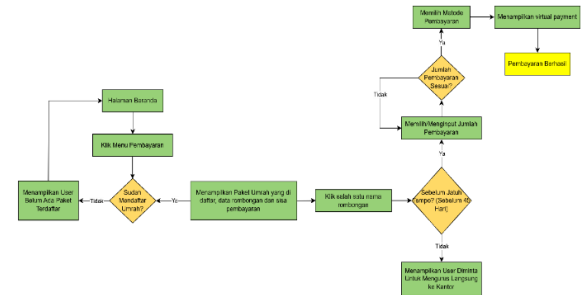 Memilih Metode
Pembayaran
Menampilkan virtual payment
Ya
Pembayaran Berhasil
Jumlah
Pembayaran
Sesuai?
Tidak
Halaman Beranda
Memilih/Menginput Jumlah
Pembayaran
Klik Menu Pembayaran
Ya
Menampilkan User
Belum Ada Paket
Terdaftar
Tidak
Sudah
Mendaftar
Umrah?
Ya
Menampilkan Paket Umrah yang di
daftar, data rombongan dan sisa
pembayaran
Klik salah satu nama
rombongan
Sebelum Jatuh
Tempo? (Sebelum 45
Hari)
Tidak
Menampilkan User Diminta
Untuk Mengurus Langsung
ke Kantor